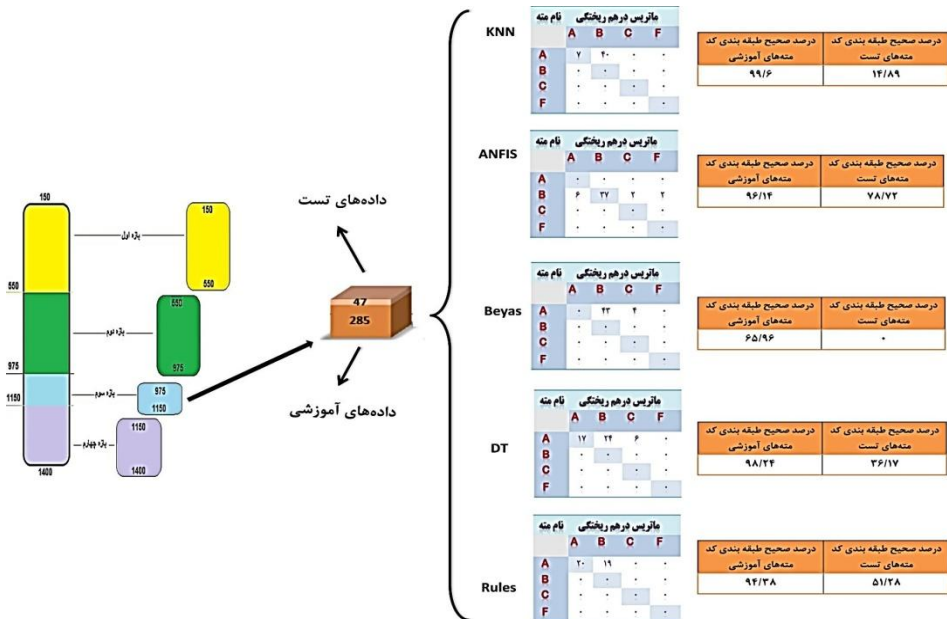 150
بازه اول
550
بازه دوم
975
بازه سوم
1150
بازه چهارم
1400
150
550
550
975
975
1150
1150
1400
داده‌های تست
47
285
داده‌های آموزشی
KNN
نام مته ماتریس درهم ریختگی
A B C F
A ۷ ۴۰ ۰ ۰
B ۰ ۰ ۰ ۰
C ۰ ۰ ۰ ۰
F ۰ ۰ ۰ ۰
درصد صحیح طبقه بندی کد
مته‌های آموزشی
۹۹/۶
درصد صحیح طبقه بندی کد
مته‌های تست
۱۴/۸۹
ANFIS
نام مته ماتریس درهم ریختگی
A B C F
A ۰ ۰ ۰ ۰
B ۶ ۳۷ ۲ ۲
C ۰ ۰ ۰ ۰
F ۰ ۰ ۰ ۰
درصد صحیح طبقه بندی کد
مته‌های آموزشی
۹۶/۱۴
درصد صحیح طبقه بندی کد
مته‌های تست
۷۸/۷۲
Beyas
نام مته ماتریس درهم ریختگی
A B C F
A ۰ ۴۳ ۴ ۰
B ۰ ۰ ۰ ۰
C ۰ ۰ ۰ ۰
F ۰ ۰ ۰ ۰
درصد صحیح طبقه بندی کد
مته‌های آموزشی
۶۵/۹۶
درصد صحیح طبقه بندی کد
مته‌های تست
۰
DT
نام مته ماتریس درهم ریختگی
A B C F
A ۱۷ ۲۴ ۶ ۰
B ۰ ۰ ۰ ۰
C ۰ ۰ ۰ ۰
F ۰ ۰ ۰ ۰
درصد صحیح طبقه بندی کد
مته‌های آموزشی
۹۸/۲۴
درصد صحیح طبقه بندی کد
مته‌های تست
۳۶/۱۷
Rules
نام مته ماتریس درهم ریختگی
A B C F
A ۲۰ ۱۹ ۰ ۰
B ۰ ۰ ۰ ۰
C ۰ ۰ ۰ ۰
F ۰ ۰ ۰ ۰
درصد صحیح طبقه بندی کد
مته‌های آموزشی
۹۴/۳۸
درصد صحیح طبقه بندی کد
مته‌های تست
۵۱/۲۸